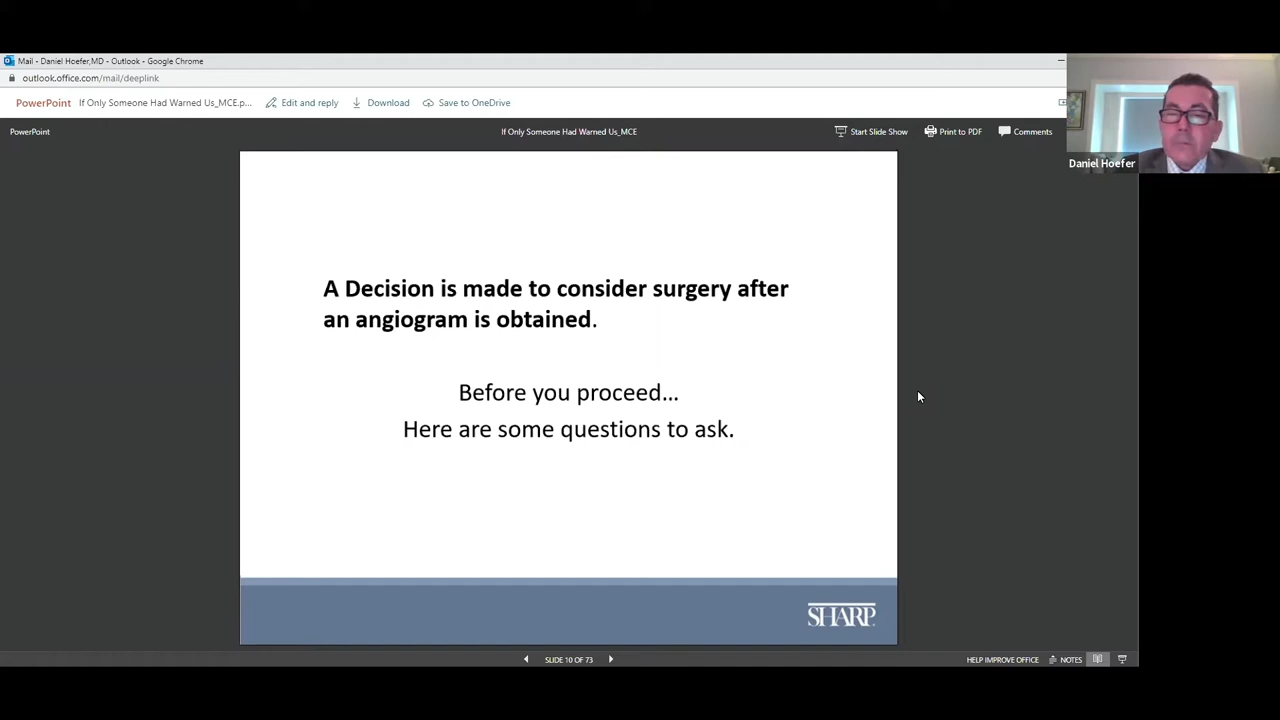 Mail - Daniel Hoefer,MD - Outlook - Google Chrome
outlook.office.com/mail/deeplink
PowerPoint If Only Someone Had Warned Us_MCE.p... Edit and reply Download Save to OneDrive
PowerPoint If Only Someone Had Warned Us_MCE Start Slide Show Print to PDF Comments
Daniel Hoefer
A Decision is made to consider surgery after
an angiogram is obtained.
Before you proceed...
Here are some questions to ask.
SHARP
SLIDE 10 OF 73 HELP IMPROVE OFFICE NOTES